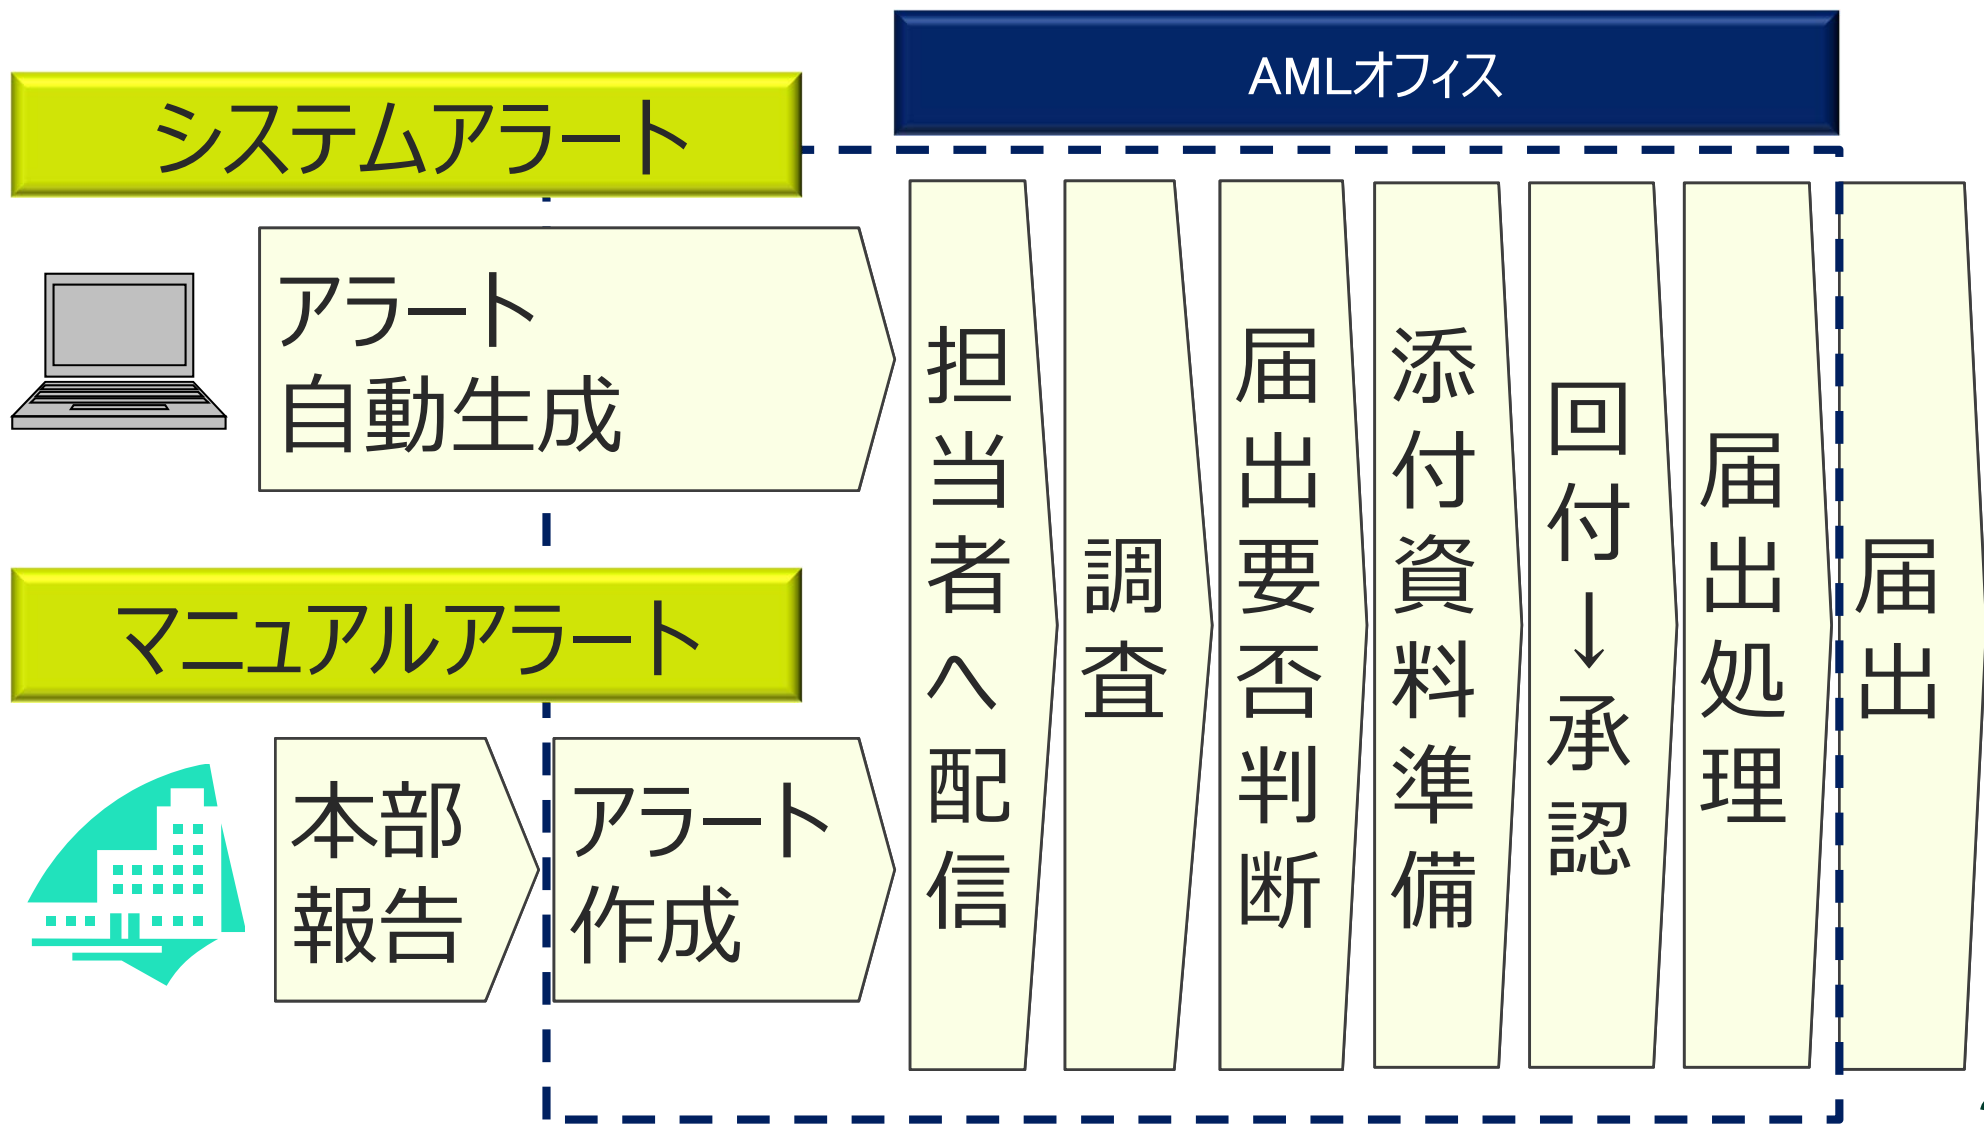 AMLオフィス
システムアラート
アラート
自動生成
マニュアルアラート
本部
報告
アラート
作成
担当者へ配信
調査
届出要否判断
添付資料準備
回付→承認
届出処理
届出